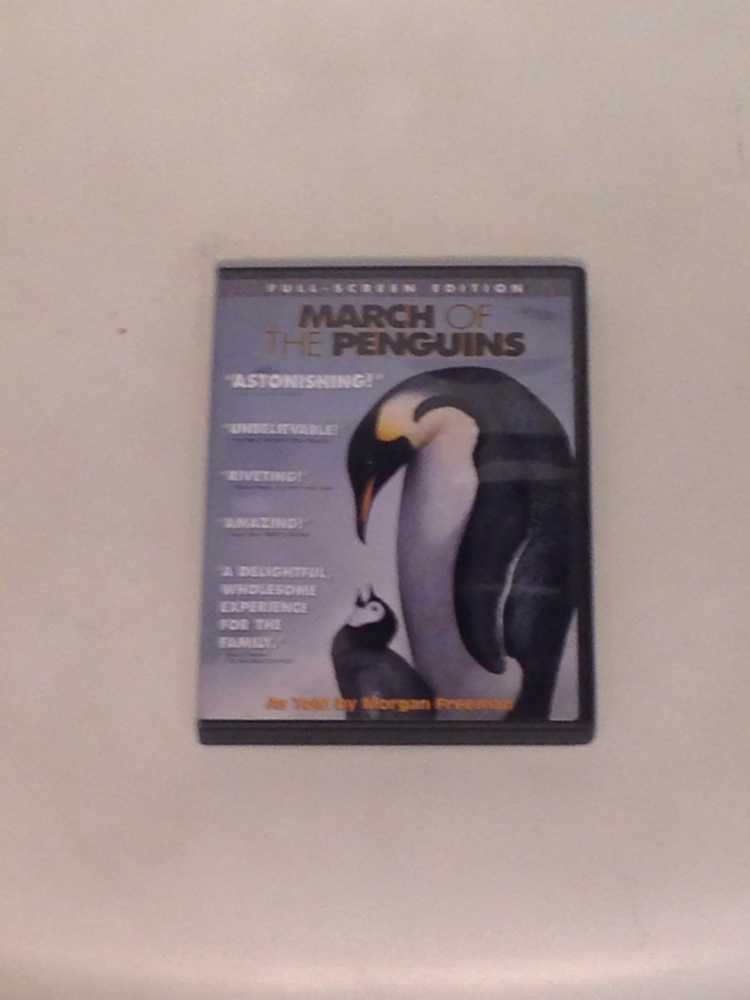 FULL-SCREEN EDITION
MARCH OF
THE PENGUINS
"ASTONISHING!"
"UNBELIEVABLE!
"RIVETING!"
"AMAZING!"
"A DELIGHTFUL,
WHOLESOME
EXPERIENCE
FOR THE
FAMILY."
As Told by Morgan Freeman